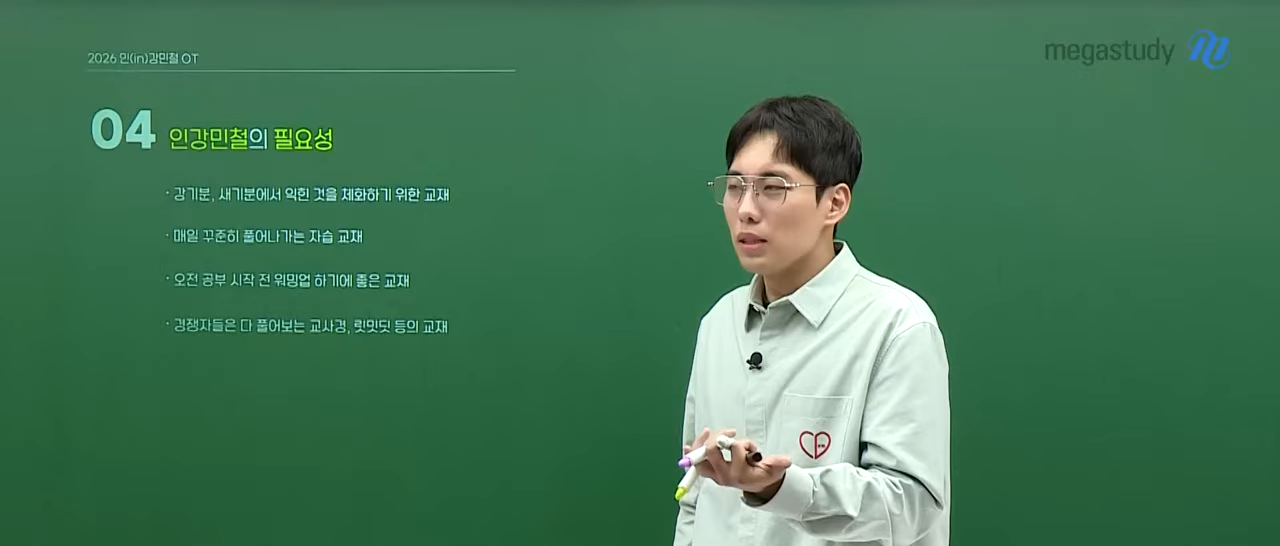 2026 인(in)강민철 OT
megastudy
04 인강민철의 필요성
· 강기분, 새기분에서 익힌 것을 체화하기 위한 교재
· 매일 꾸준히 풀어나가는 자습 교재
· 오전 공부 시작 전 워밍업 하기에 좋은 교재
· 경쟁자들은 다 풀어보는 교사경, 릿밋딧 등의 교재